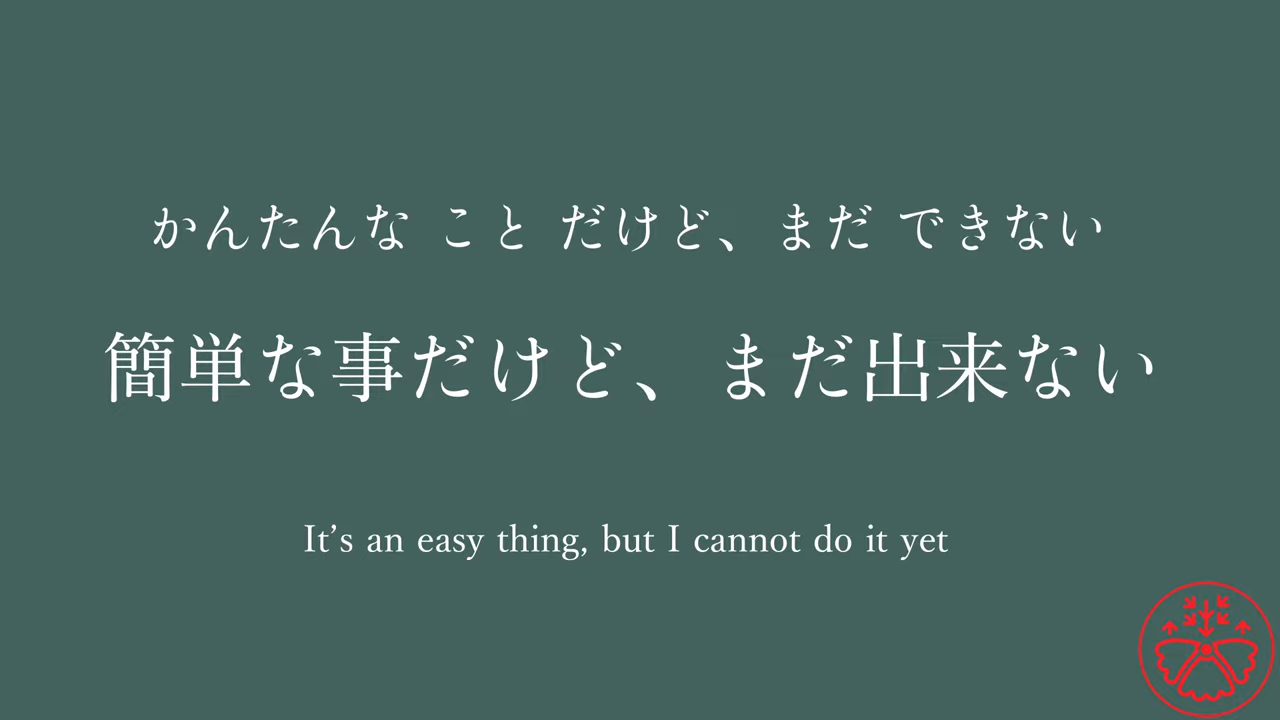 かんたんな こと だけど、まだ できない
簡単な事だけど、まだ出来ない
It’s an easy thing, but I cannot do it yet